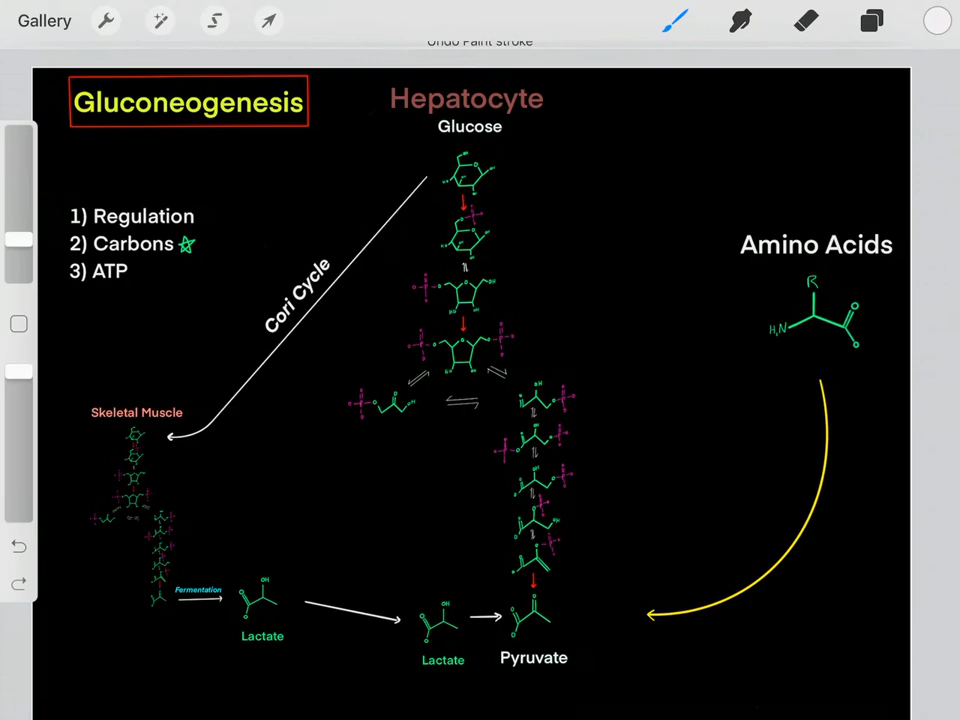 Gallery
Undo Paint stroke
Gluconeogenesis
Hepatocyte
Glucose
1) Regulation
2) Carbons
3) ATP
Cori Cycle
Amino Acids
R
H₂N
O
O
Skeletal Muscle
Fermentation
OH
Lactate
OH
Lactate
Pyruvate